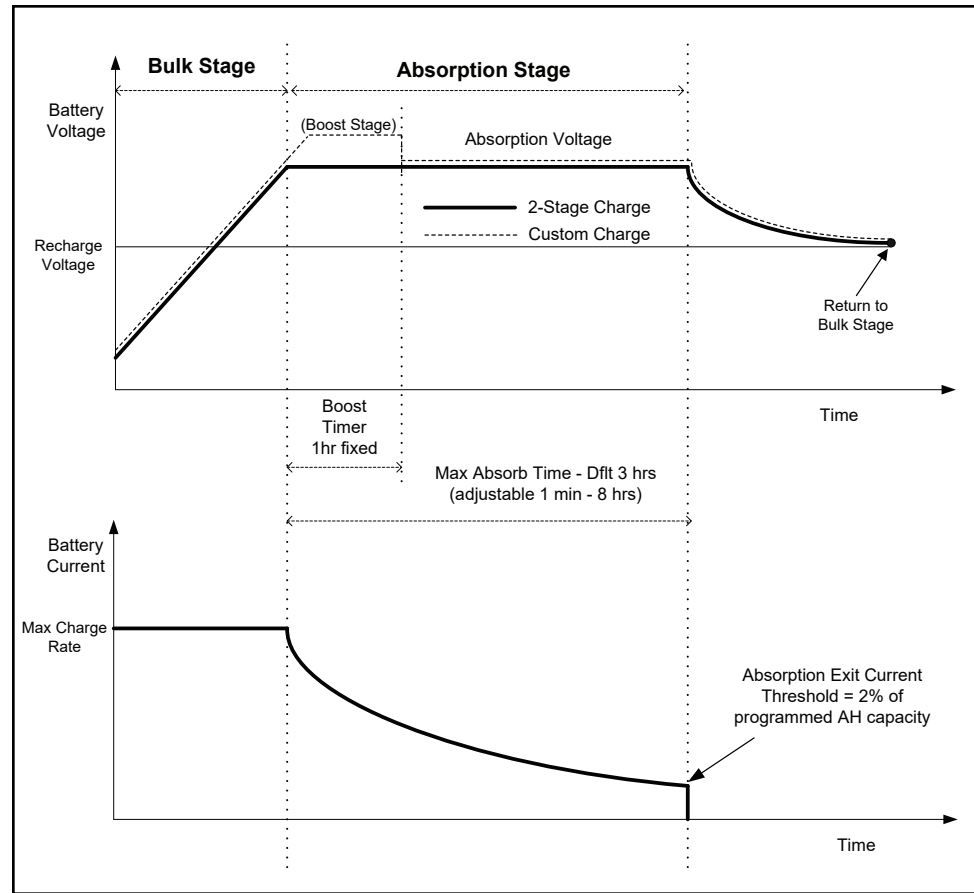 Bulk Stage
Absorption Stage
Battery
Voltage
(Boost Stage)
Absorption Voltage
2-Stage Charge
Custom Charge
Recharge
Voltage
Return to
Bulk Stage
Time
Boost
Timer
1hr fixed
Max Absorb Time - Dflt 3 hrs
(adjustable 1 min - 8 hrs)
Battery
Current
Max Charge
Rate
Absorption Exit Current
Threshold = 2% of
programmed AH capacity
Time